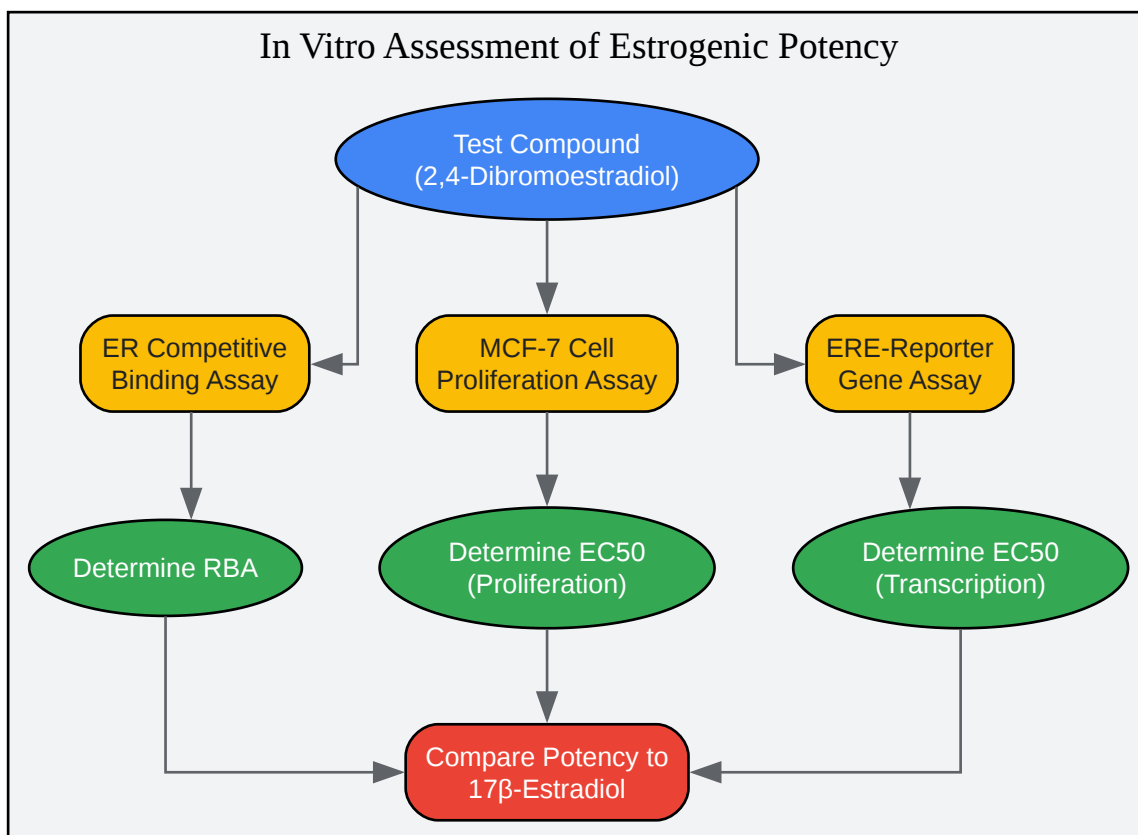 In Vitro Assessment of Estrogenic Potency
Test Compound
(2,4-Dibromoestradiol)
ER Competitive
Binding Assay
MCF-7 Cell
Proliferation Assay
ERE-Reporter
Gene Assay
Determine RBA
Determine EC50
(Proliferation)
Determine EC50
(Transcription)
Compare Potency to
17β-Estradiol